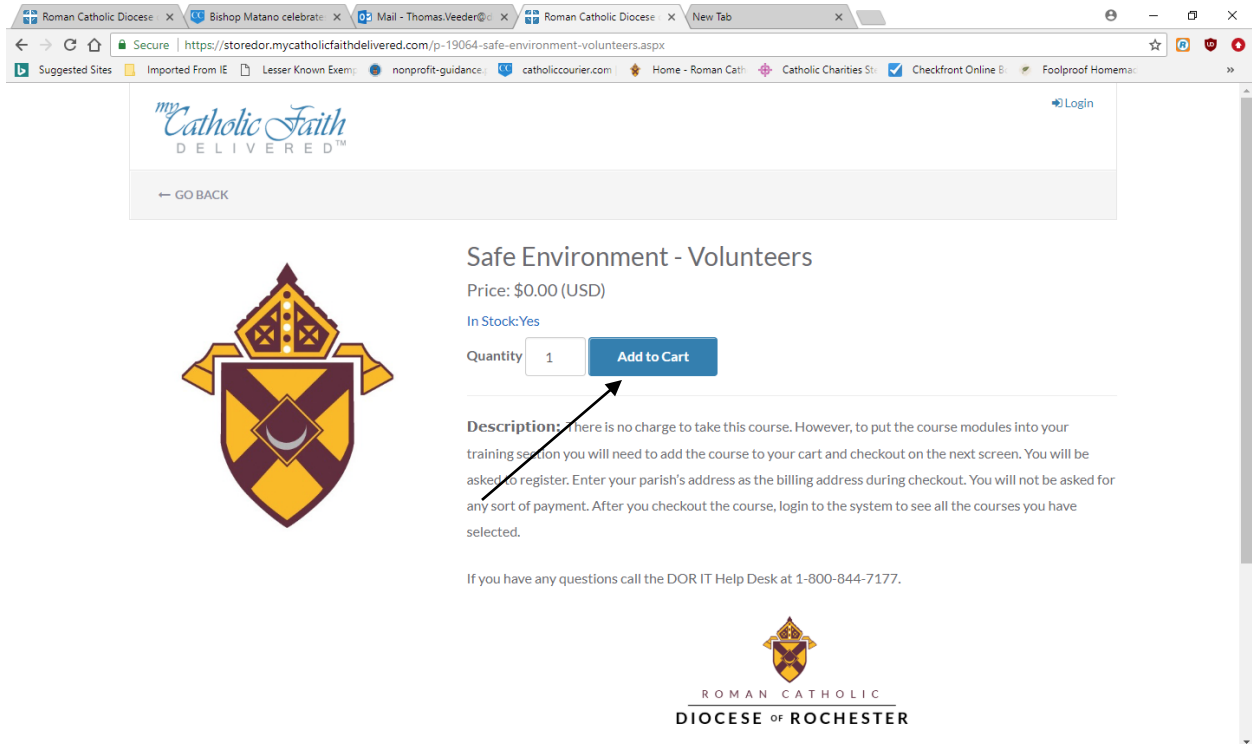 Roman Catholic Diocese
Bishop Matano celebrate
Mail - Thomas.Veeder@d
Roman Catholic Diocese
New Tab
Secure | https://storedor.mycatholicfaithdelivered.com/p-19064-safe-environment-volunteers.aspx
Suggested Sites Imported From IE Lesser Known Exemp nonprofit-guidance. catholiccourier.com | Home - Roman Cath Catholic Charities Ste Checkfront Online B Foolproof Homemac »
Login
my Catholic Faith
DELIVERED™
← GO BACK
Safe Environment - Volunteers
Price: $0.00 (USD)
In Stock:Yes
Quantity 1 Add to Cart
Description: There is no charge to take this course. However, to put the course modules into your
training section you will need to add the course to your cart and checkout on the next screen. You will be
asked to register. Enter your parish's address as the billing address during checkout. You will not be asked for
any sort of payment. After you checkout the course, login to the system to see all the courses you have
selected.
If you have any questions call the DOR IT Help Desk at 1-800-844-7177.
ROMAN CATHOLIC
DIOCESE OF ROCHESTER